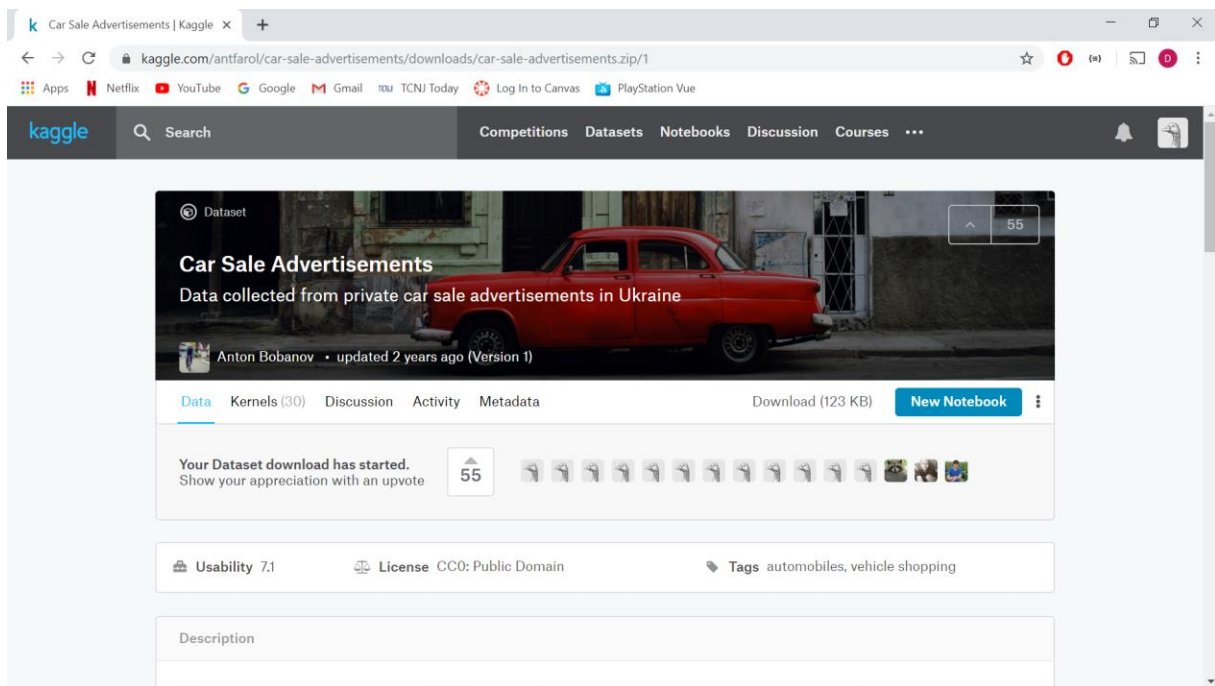 k Car Sale Advertisements | Kaggle
kaggle.com/antfarol/car-sale-advertisements/downloads/car-sale-advertisements.zip/1
D
Apps Netflix YouTube Google Gmail TCNJ Today Log In to Canvas PlayStation Vue
kaggle Search Competitions Datasets Notebooks Discussion Courses
Dataset
55
Car Sale Advertisements
Data collected from private car sale advertisements in Ukraine
Anton Bobanov • updated 2 years ago (Version 1)
Data Kernels (30) Discussion Activity Metadata Download (123 KB) New Notebook
Your Dataset download has started.
Show your appreciation with an upvote
55
Usability 7.1 License CC0: Public Domain Tags automobiles, vehicle shopping
Description